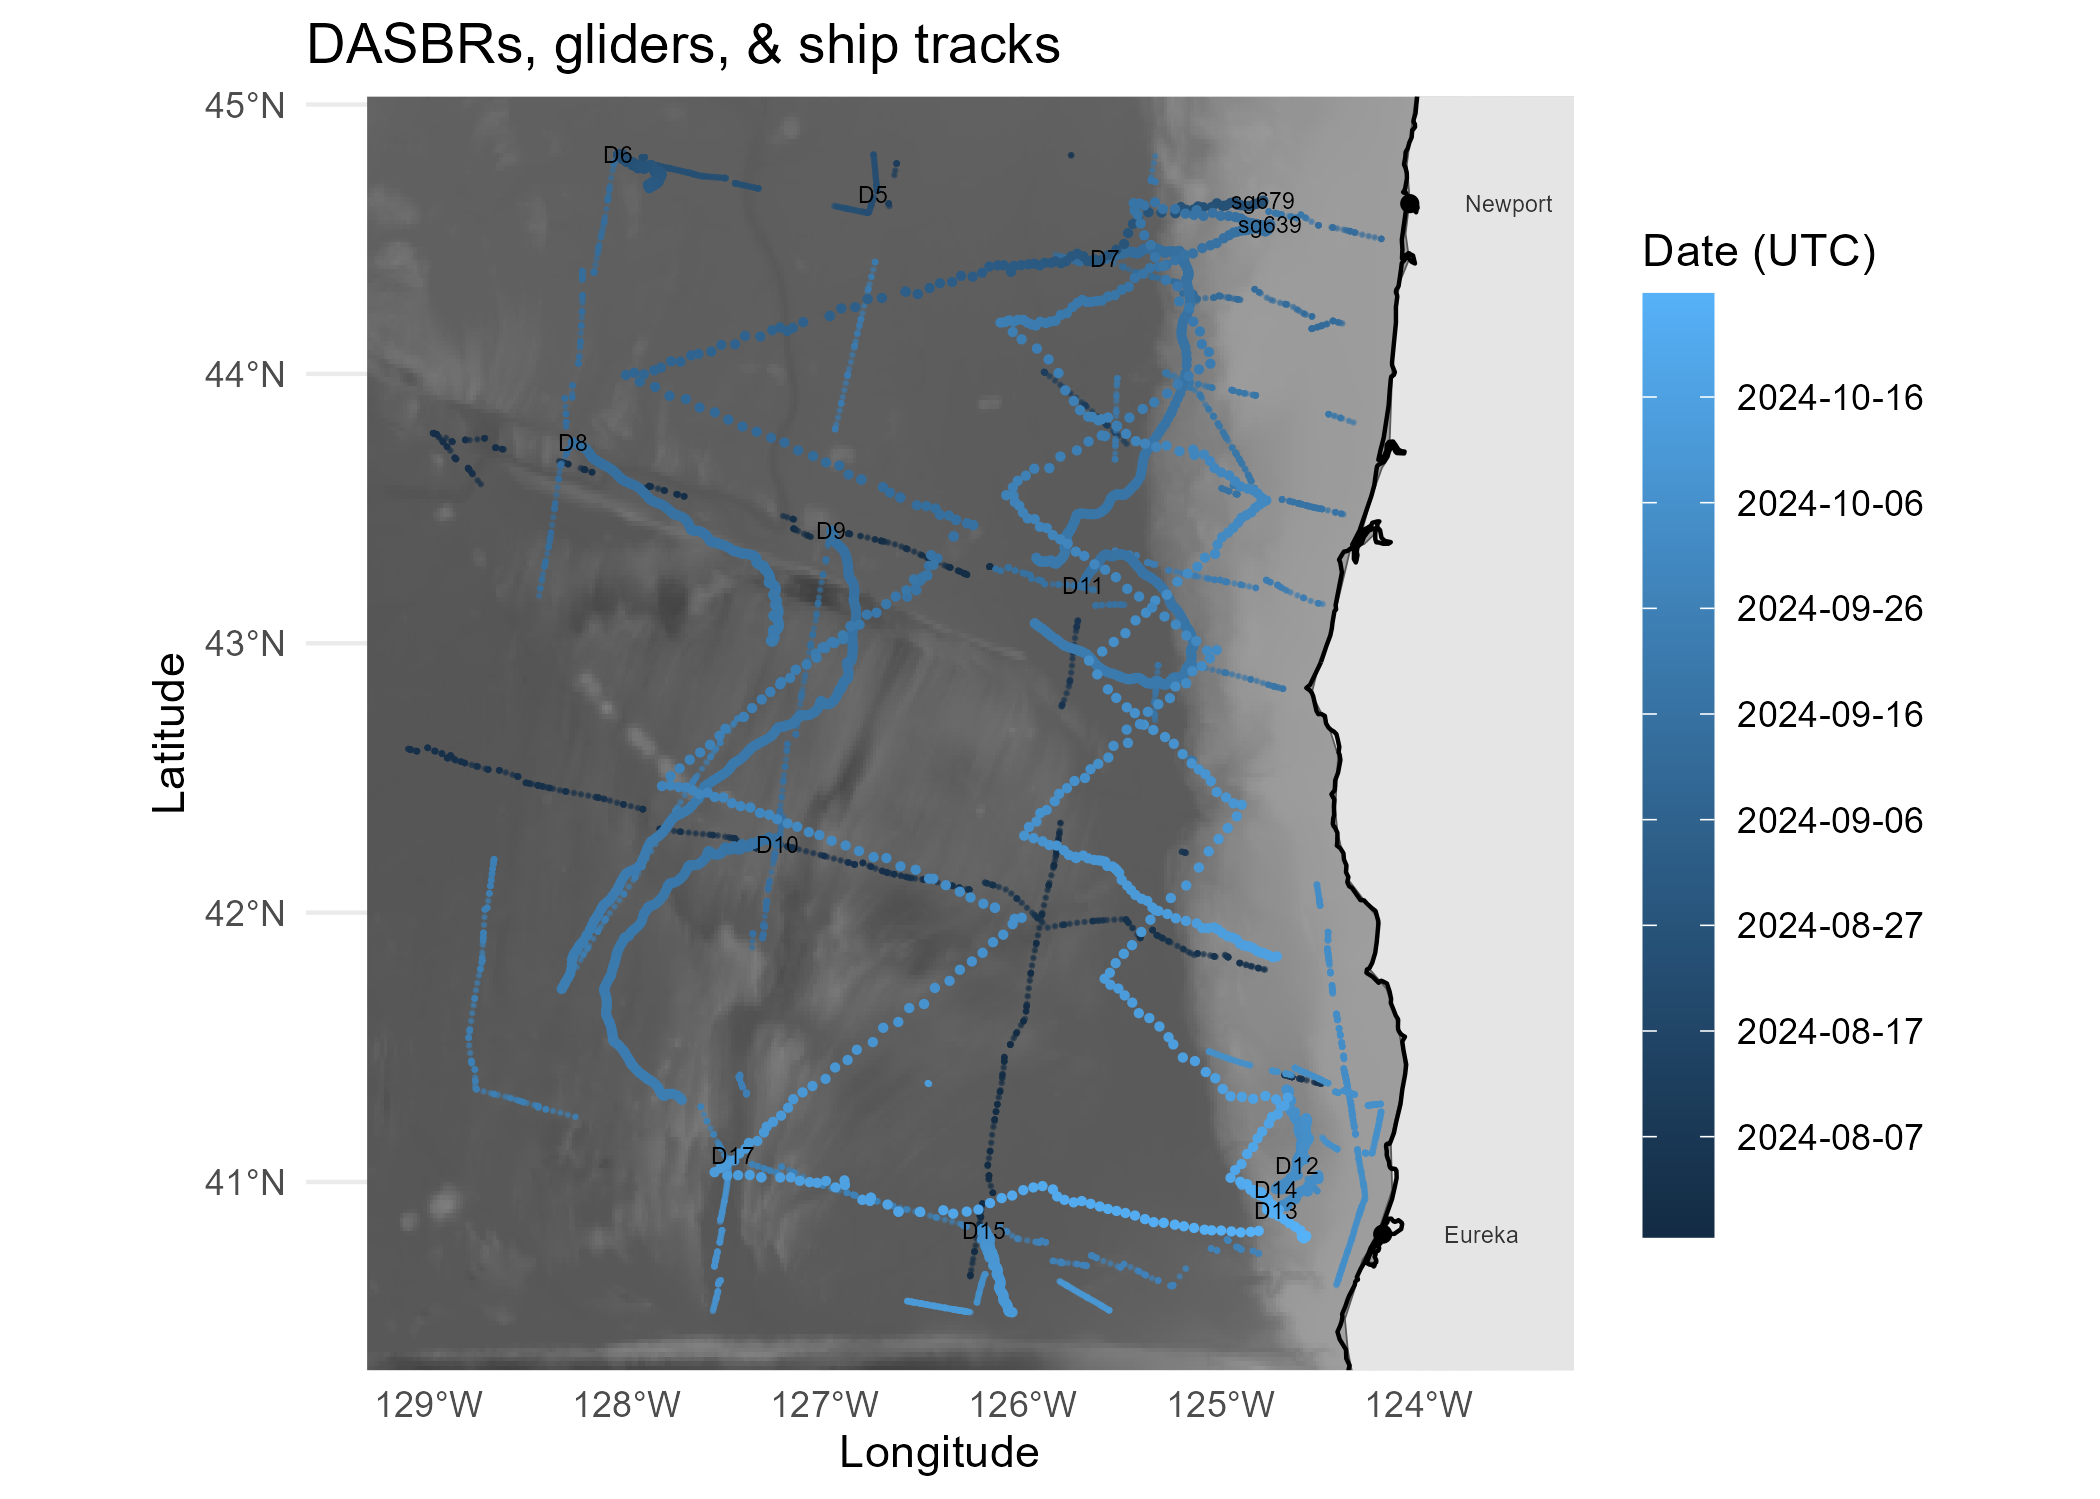 DASBRs, gliders, & ship tracks
45°N
44°N
43°N
42°N
41°N
Latitude
D6
D5
sg679
sg639
Newport
D7
D8
D9
D11
D10
D17
D12
D14
D13
D15
Eureka
129°W
128°W
127°W
126°W
125°W
124°W
Longitude
Date (UTC)
2024-10-16
2024-10-06
2024-09-26
2024-09-16
2024-09-06
2024-08-27
2024-08-17
2024-08-07